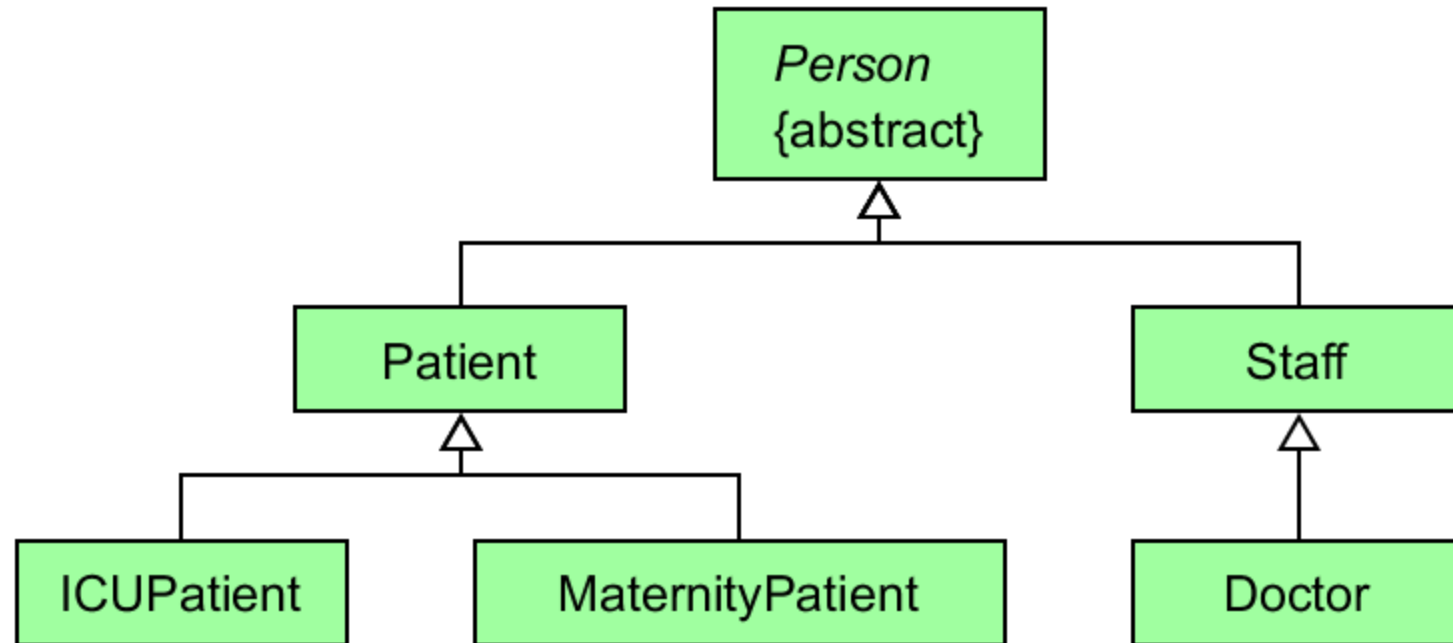 Person
{abstract}
Patient
Staff
ICUPatient
MaternityPatient
Doctor